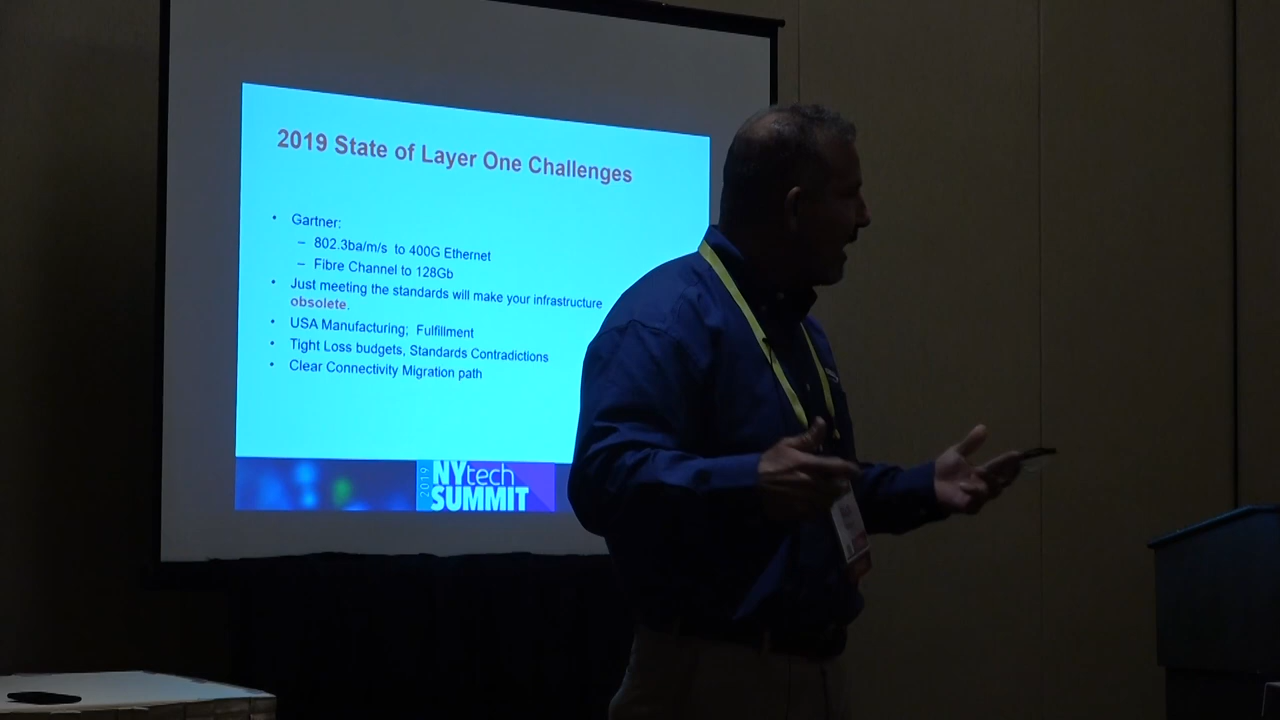 2019 State of Layer One Challenges
• Gartner:
– 802.3ba/m/s to 400G Ethernet
– Fibre Channel to 128Gb
• Just meeting the standards will make your infrastructure
obsolete.
• USA Manufacturing; Fulfillment
• Tight Loss budgets, Standards Contradictions
• Clear Connectivity Migration path
2019
NYtech
SUMMIT